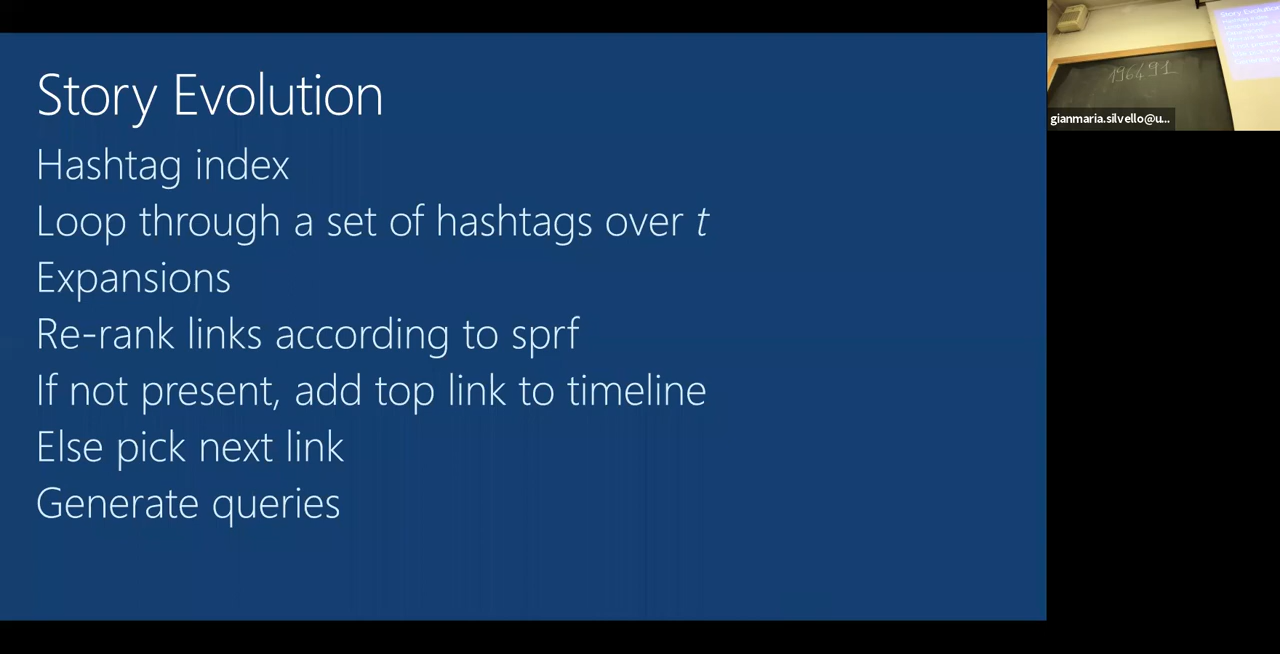 Story Evolution
Hashtag index
Loop through a set of hashtags over t
Expansions
Re-rank links according to sprf
If not present, add top link to timeline
Else pick next link
Generate queries
196491
gianmaria.silvello@u...